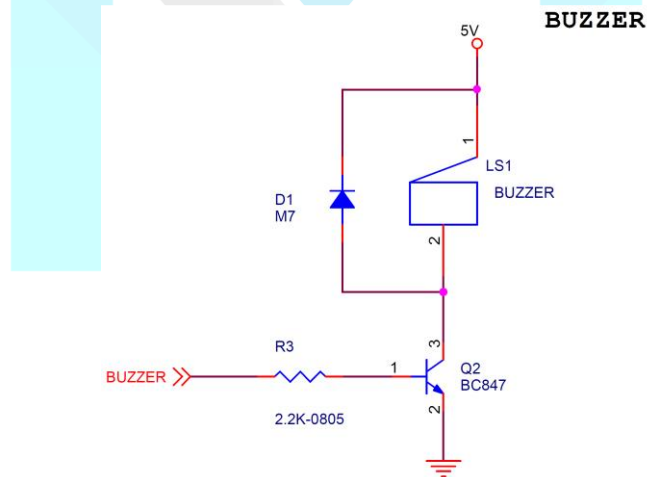 BUZZER
5V
1
LS1
BUZZER
D1
M7
2
R3
3
1
Q2
BC847
BUZZER
2.2K-0805
2